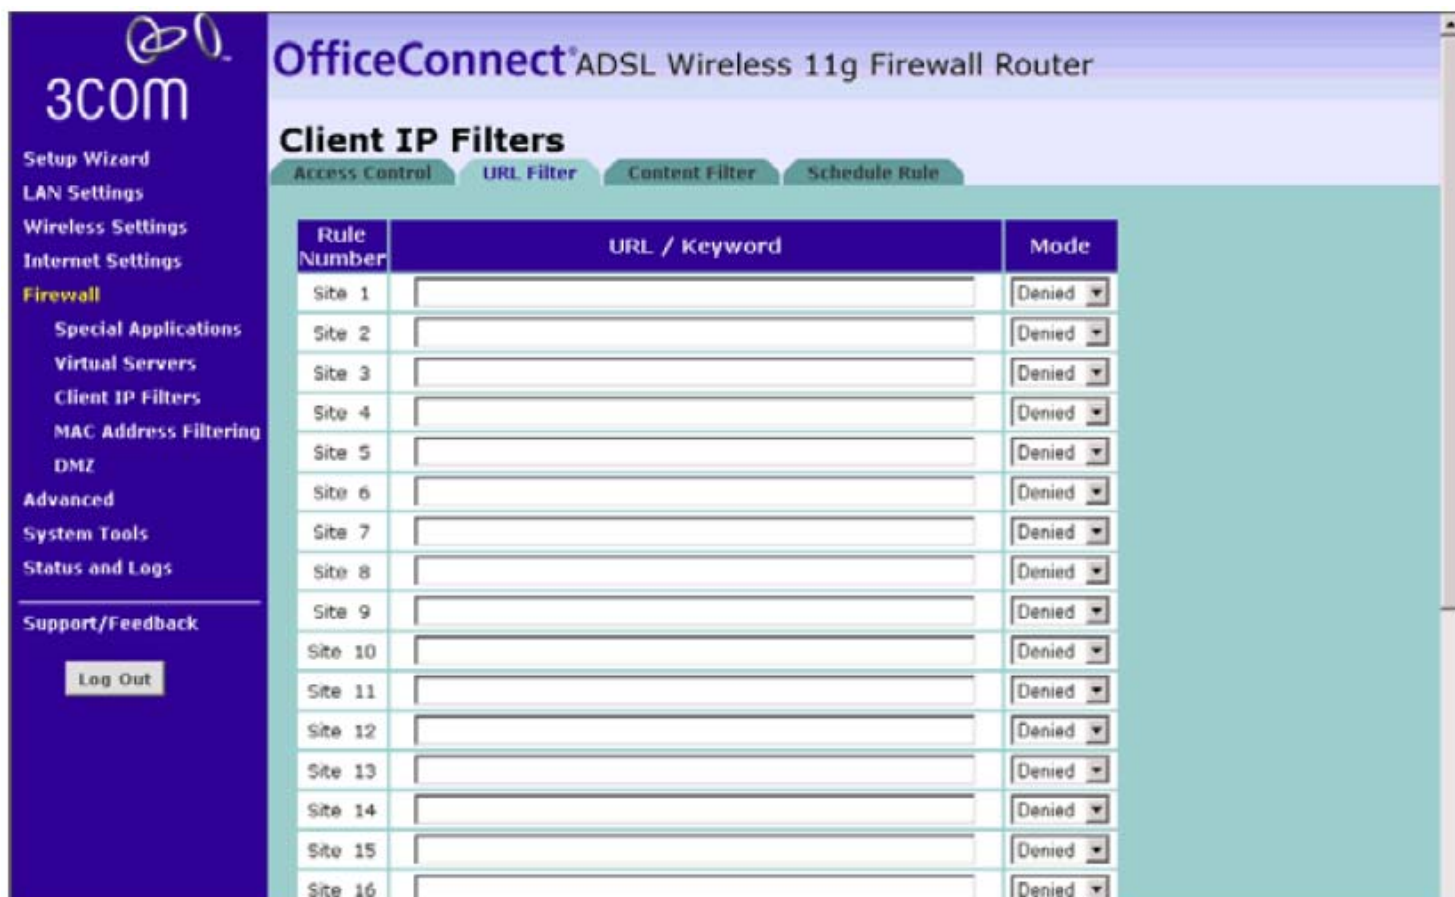 3COM
OfficeConnect® ADSL Wireless 11g Firewall Router
Client IP Filters
Access Control URL Filter Content Filter Schedule Rule
Setup Wizard
LAN Settings
Wireless Settings
Internet Settings
Firewall
Special Applications
Virtual Servers
Client IP Filters
MAC Address Filtering
DMZ
Advanced
System Tools
Status and Logs
Support/Feedback
Log Out
Rule Number URL / Keyword Mode
Site 1 Denied
Site 2 Denied
Site 3 Denied
Site 4 Denied
Site 5 Denied
Site 6 Denied
Site 7 Denied
Site 8 Denied
Site 9 Denied
Site 10 Denied
Site 11 Denied
Site 12 Denied
Site 13 Denied
Site 14 Denied
Site 15 Denied
Site 16 Denied